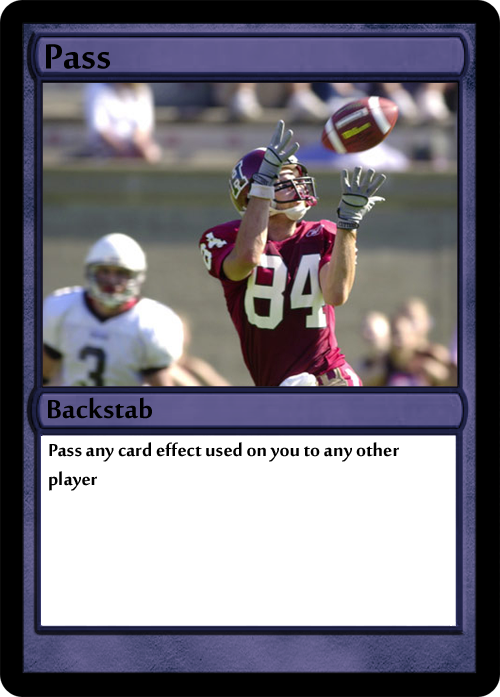 Pass
84
3
Backstab
Pass any card effect used on you to any other
player